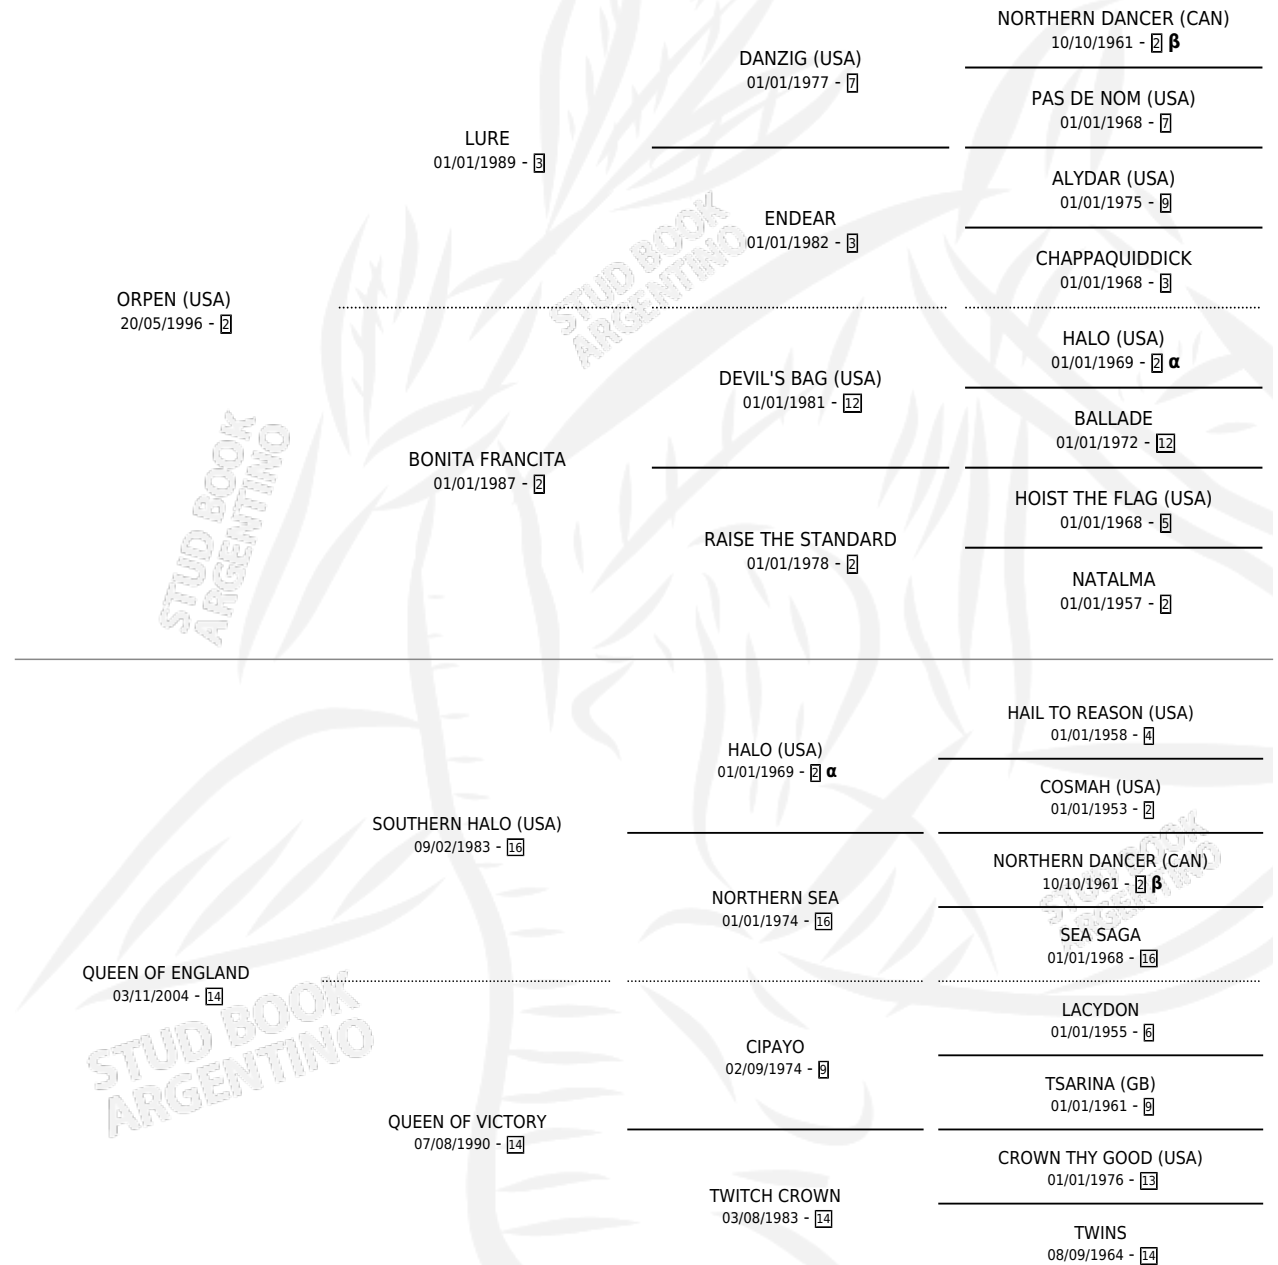 NORTHERN DANCER (CAN)
10/10/1961 - 2 β
DANZIG (USA)
01/01/1977 - 7
PAS DE NOM (USA)
01/01/1968 - 7
LURE
01/01/1989 - 3
ALYDAR (USA)
01/01/1975 - 9
ENDEAR
01/01/1982 - 3
CHAPPAQUIDDICK
01/01/1968 - 3
ORPEN (USA)
20/05/1996 - 2
STUD BOOK
ARGENTINO
HALO (USA)
01/01/1969 - 2 α
DEVIL'S BAG (USA)
01/01/1981 - 12
BALLADE
01/01/1972 - 12
BONITA FRANCITA
01/01/1987 - 2
HOIST THE FLAG (USA)
01/01/1968 - 5
RAISE THE STANDARD
01/01/1978 - 2
NATALMA
01/01/1957 - 2
STUD BOOK
ARGENTINO
HAIL TO REASON (USA)
01/01/1958 - 4
HALO (USA)
01/01/1969 - 2 α
COSMAH (USA)
01/01/1953 - 2
SOUTHERN HALO (USA)
09/02/1983 - 16
NORTHERN DANCER (CAN)
10/10/1961 - 2 β
NORTHERN SEA
01/01/1974 - 16
SEA SAGA
01/01/1968 - 16
STUD BOOK
ARGENTINO
QUEEN OF ENGLAND
03/11/2004 - 14
STUD BOOK
ARGENTINO
LACYDON
01/01/1955 - 6
CIPAYO
02/09/1974 - 9
TSARINA (GB)
01/01/1961 - 9
QUEEN OF VICTORY
07/08/1990 - 14
CROWN THY GOOD (USA)
01/01/1976 - 13
TWITCH CROWN
03/08/1983 - 14
TWINS
08/09/1964 - 14